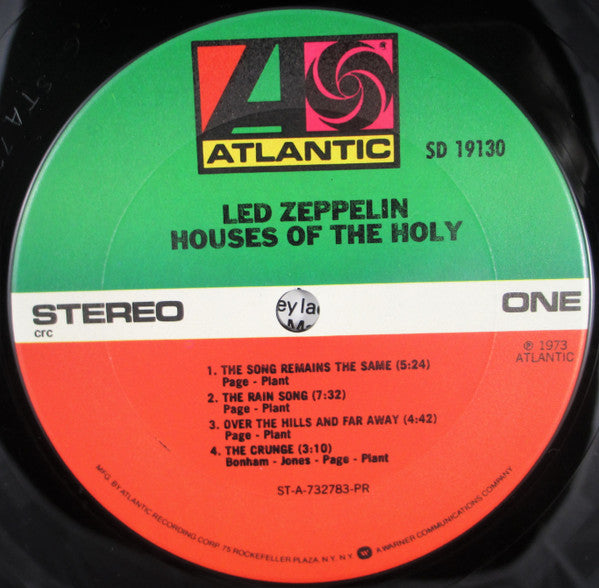 ATLANTIC
SD 19130
LED ZEPPELIN
HOUSES OF THE HOLY
STEREO
crc
ONE
℗ 1973
ATLANTIC
1. THE SONG REMAINS THE SAME (5:24)
Page - Plant
2. THE RAIN SONG (7:32)
Page - Plant
3. OVER THE HILLS AND FAR AWAY (4:42)
Page - Plant
4. THE CRUNGE (3:10)
Bonham - Jones - Page - Plant
ST-A-732783-PR
MFG. BY ATLANTIC RECORDING CORP. 75 ROCKEFELLER PLAZA, N.Y. N.Y. A WARNER COMMUNICATIONS COMPANY